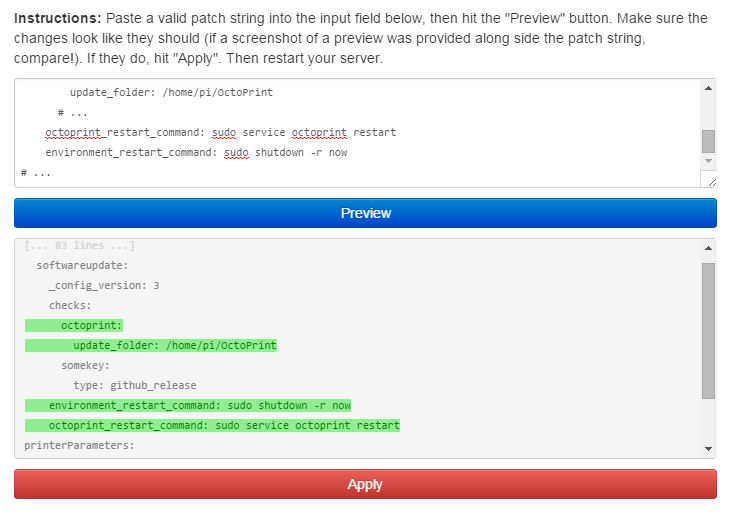 Instructions: Paste a valid patch string into the input field below, then hit the "Preview" button. Make sure the
changes look like they should (if a screenshot of a preview was provided along side the patch string,
compare!). If they do, hit "Apply". Then restart your server.
update_folder: /home/pi/OctoPrint
# ...
octoprint_restart_command: sudo service octoprint restart
environment_restart_command: sudo shutdown -r now
# ...
Preview
[... 83 lines ...]
softwareupdate:
_config_version: 3
checks:
octoprint:
update_folder: /home/pi/OctoPrint
somekey:
type: github_release
environment_restart_command: sudo shutdown -r now
octoprint_restart_command: sudo service octoprint restart
printerParameters:
Apply